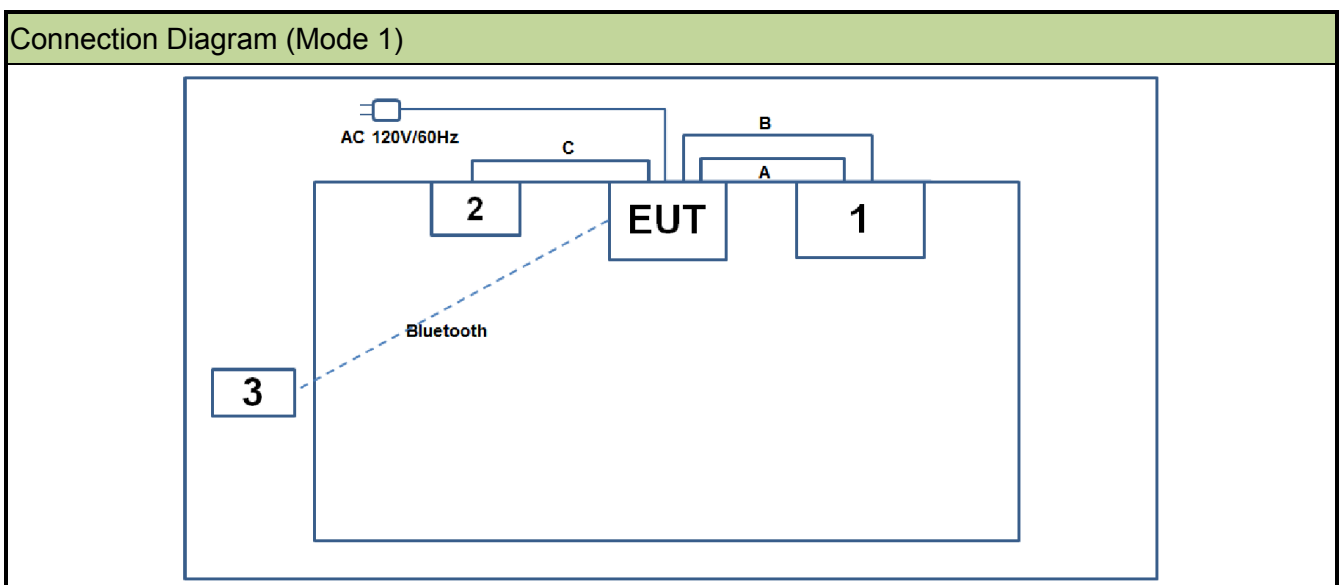 Connection Diagram (Mode 1)
AC 120V/60Hz
B
C
A
2
EUT
1
Bluetooth
3